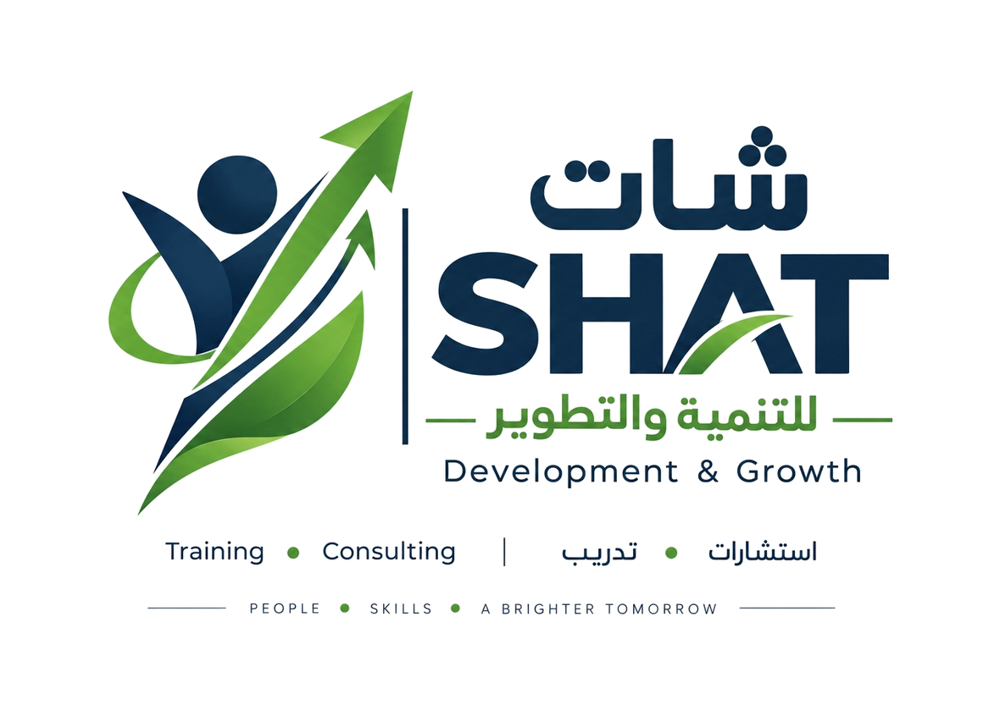 شات
SHAT
للتنمية والتطوير
Development & Growth
Training • Consulting | استشارات • تدريب
PEOPLE • SKILLS • A BRIGHTER TOMORROW